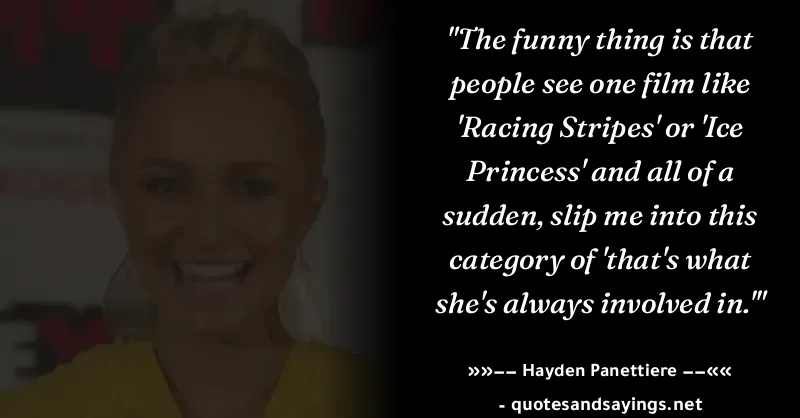 "The funny thing is that
people see one film like
'Racing Stripes' or 'Ice
Princess' and all of a
sudden, slip me into this
category of 'that's what
she's always involved in.'"
»»–– Hayden Panettiere ––««
- quotesandsayings.net